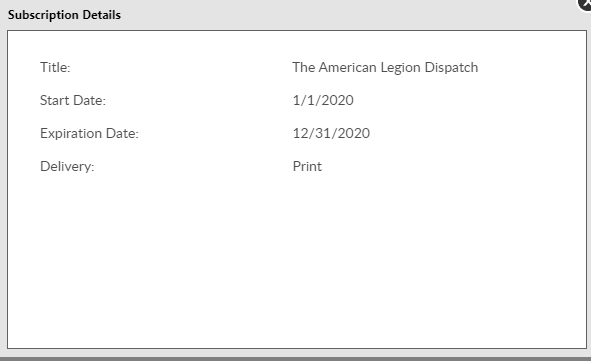 Subscription Details
Title: The American Legion Dispatch
Start Date: 1/1/2020
Expiration Date: 12/31/2020
Delivery: Print